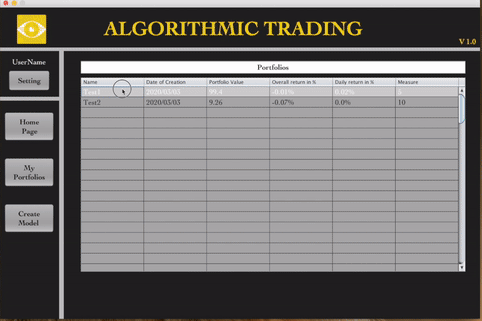 ALGORITHMIC TRADING
V 1.0
UserName
Setting
Home
Page
My
Portfolios
Create
Model
Portfolios
Name Date of Creation Portfolio Value Overall return in % Daily return in % Measure
Test1 2020/03/03 99.4 -0.01% 0.02% 5
Test2 2020/03/03 9.26 -0.07% 0.0% 10